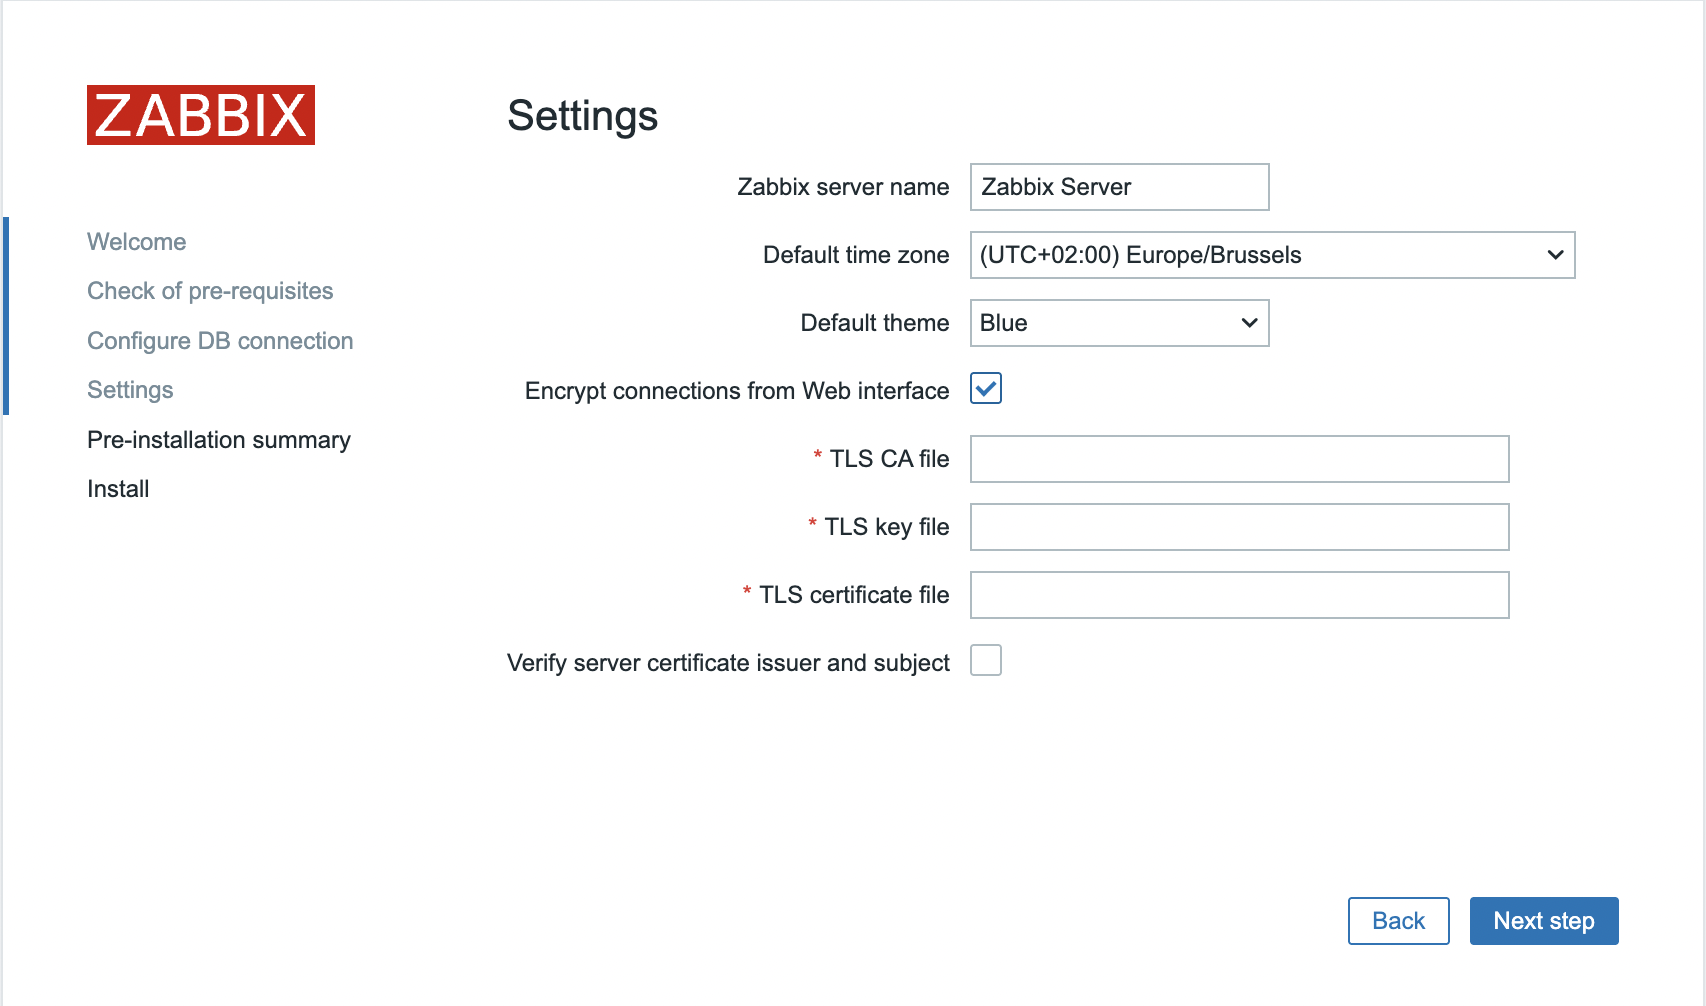 ZABBIX
Welcome
Check of pre-requisites
Configure DB connection
Settings
Pre-installation summary
Install
Settings
Zabbix server name Zabbix Server
Default time zone (UTC+02:00) Europe/Brussels
Default theme Blue
Encrypt connections from Web interface
* TLS CA file
* TLS key file
* TLS certificate file
Verify server certificate issuer and subject
Back Next step